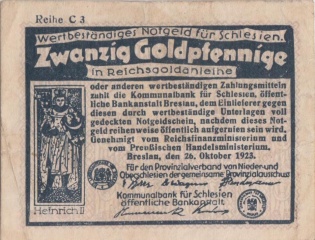 Reihe C 3
Wertbeständiges Notgeld für Schlesien.
Zwanzig Goldpfennige
in Reichsgoldanleihe
oder anderen wertbeständigen Zahlungsmitteln
zahlt die Kommunalbank für Schlesien, öffent-
liche Bankanstalt Breslau, dem Einlieferer gegen
diesen durch wertbeständige Unterlagen voll
gedeckten Notgeldschein, nachdem dieses Not-
geld reihenweise öffentlich aufgerufen sein wird.
Genehmigt vom Reichsfinanzministerium und
vom Preußischen Handelsministerium.
Breslau, den 26. Oktober 1923.
Für den Provinzialverband von Nieder- und
Oberschlesien der gemeinsame Provinzialausschuß
Kommunalbank für Schlesien
öffentliche Bankanstalt
Heinrich II